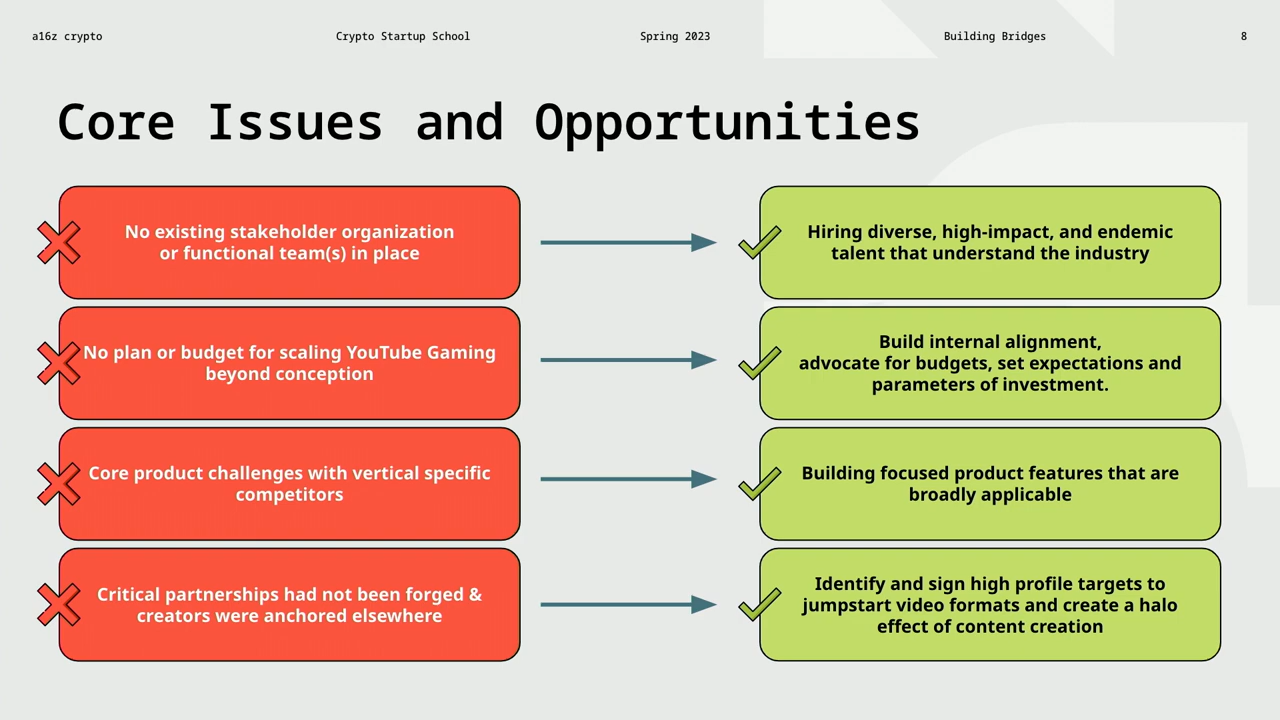 a16z crypto
Crypto Startup School
Spring 2023
Building Bridges
8
Core Issues and Opportunities
No existing stakeholder organization
or functional team(s) in place
Hiring diverse, high-impact, and endemic
talent that understand the industry
No plan or budget for scaling YouTube Gaming
beyond conception
Build internal alignment,
advocate for budgets, set expectations and
parameters of investment.
Core product challenges with vertical specific
competitors
Building focused product features that are
broadly applicable
Critical partnerships had not been forged &
creators were anchored elsewhere
Identify and sign high profile targets to
jumpstart video formats and create a halo
effect of content creation